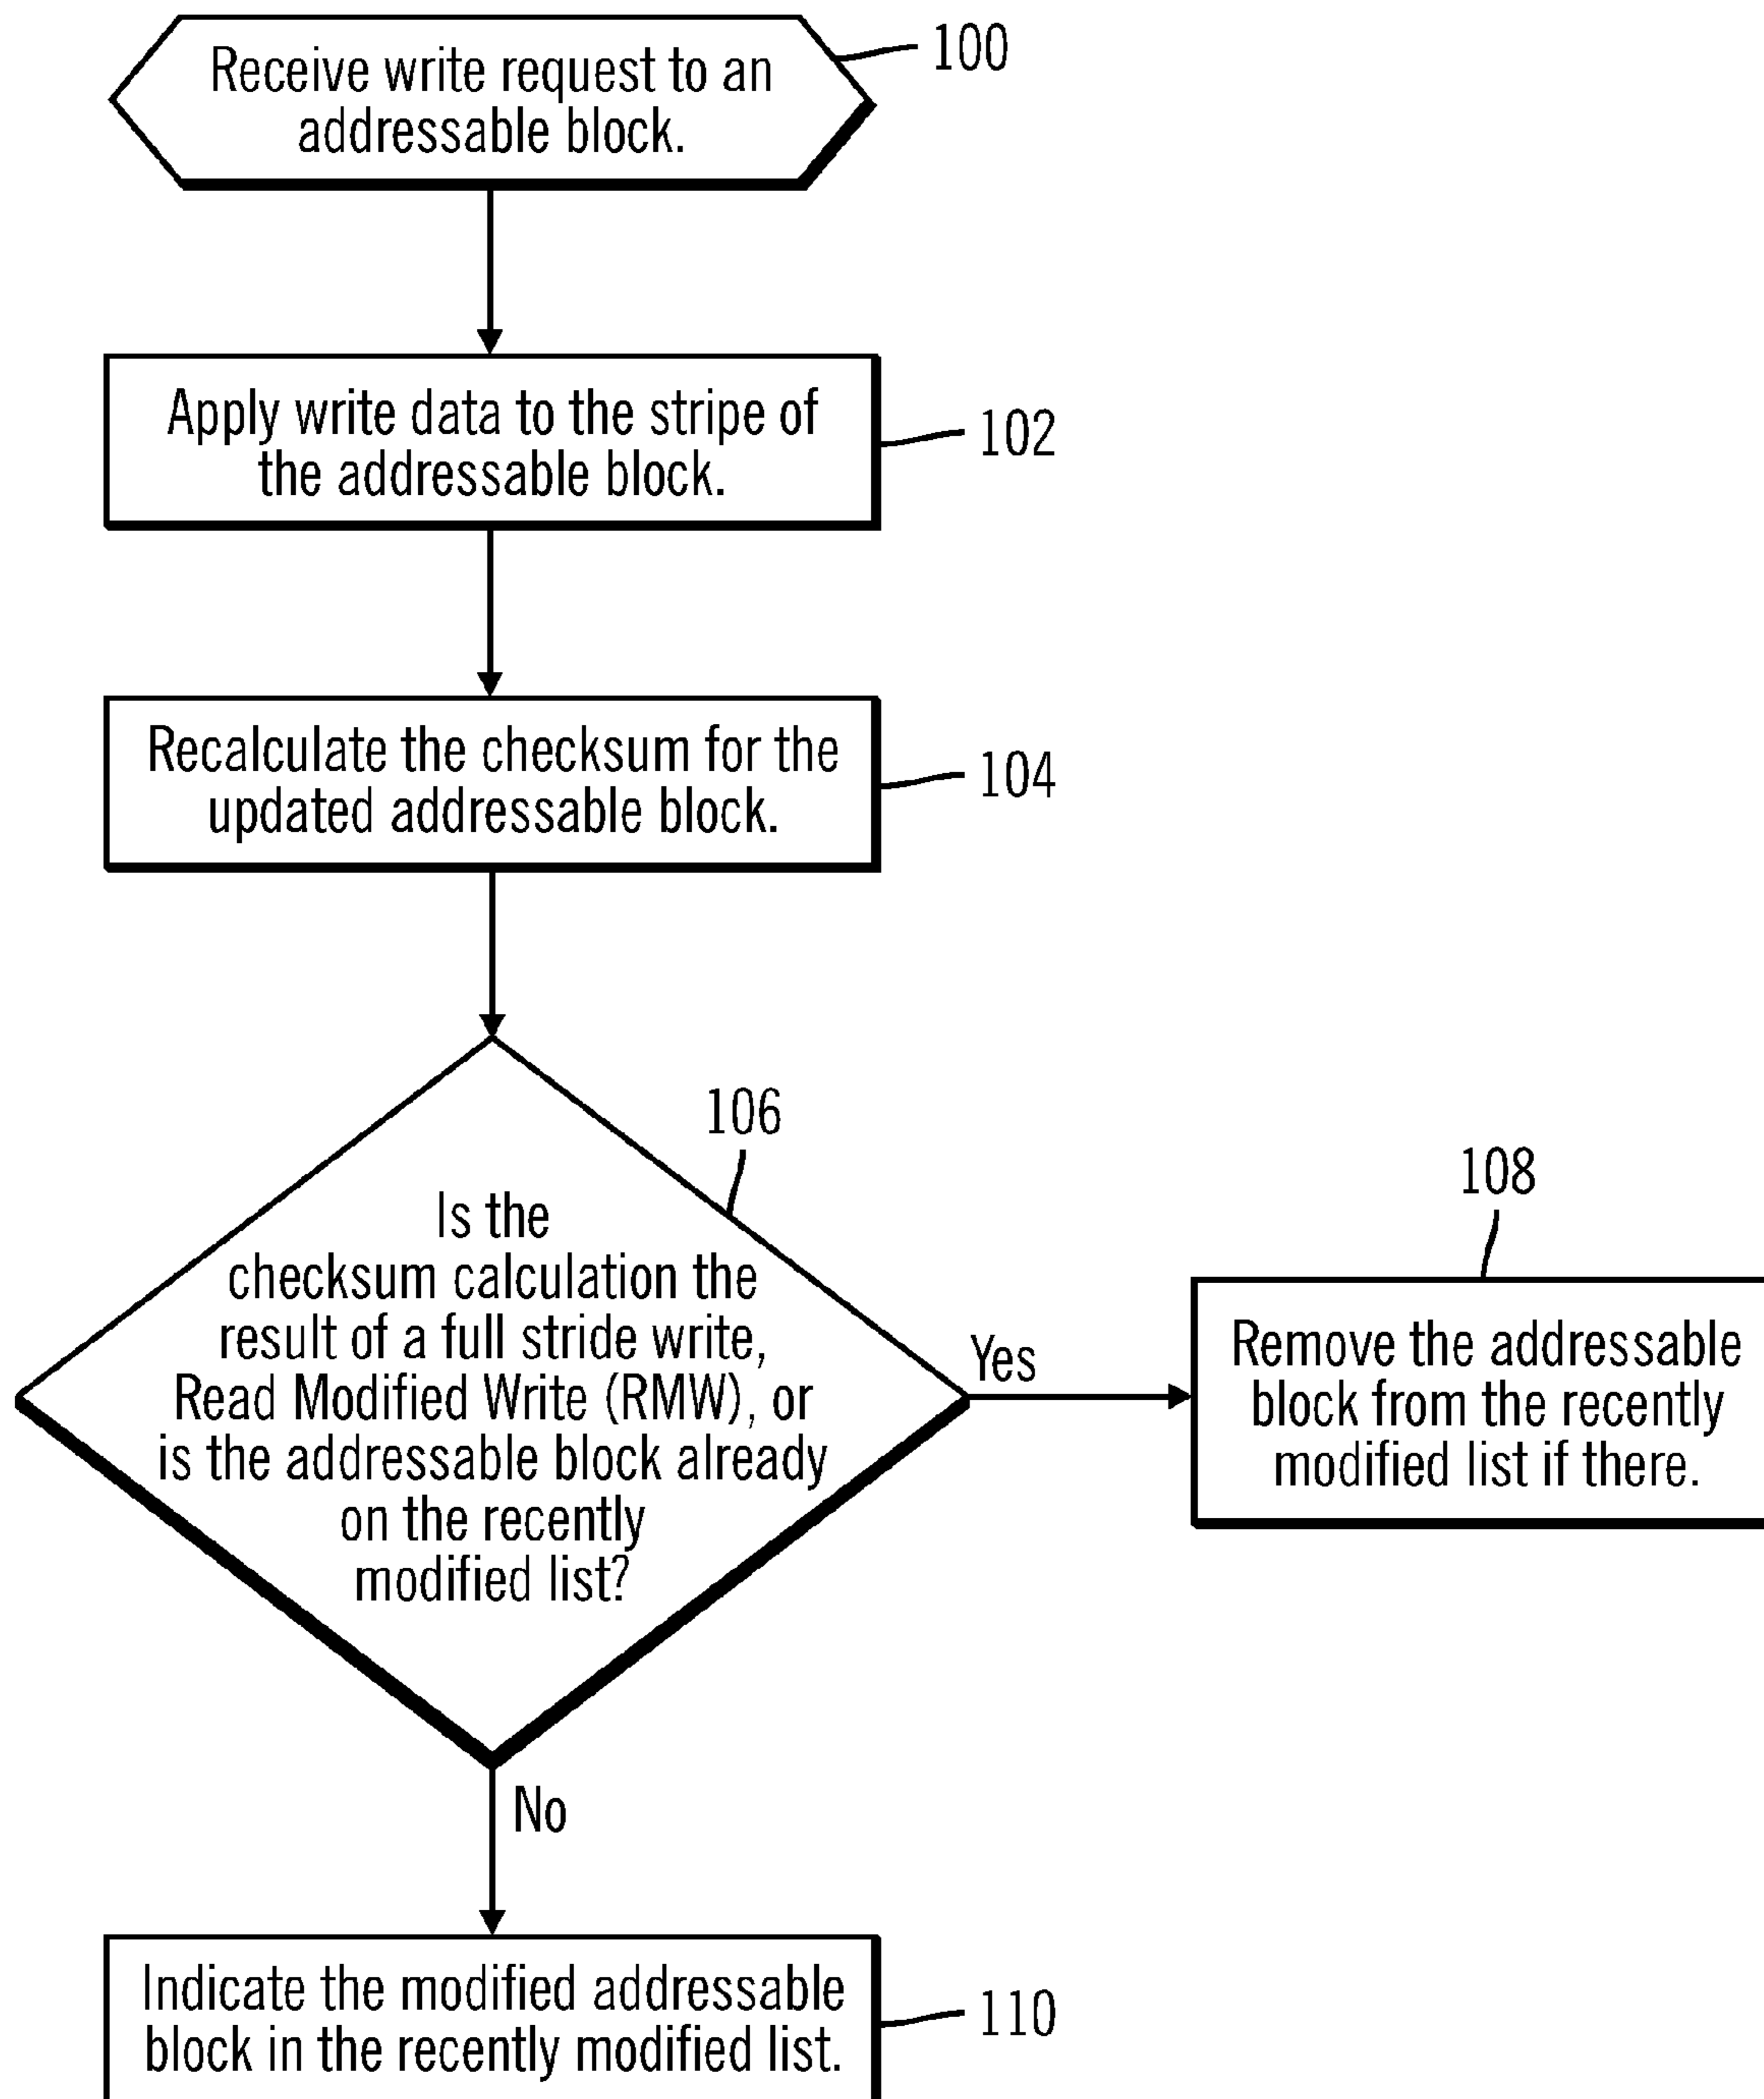 Receive write request to an
addressable block.
100
Apply write data to the stripe of
the addressable block.
102
Recalculate the checksum for the
updated addressable block.
104
106
Is the
checksum calculation the
result of a full stride write,
Read Modified Write (RMW), or
is the addressable block already
on the recently
modified list?
Yes
108
Remove the addressable
block from the recently
modified list if there.
No
Indicate the modified addressable
block in the recently modified list.
110